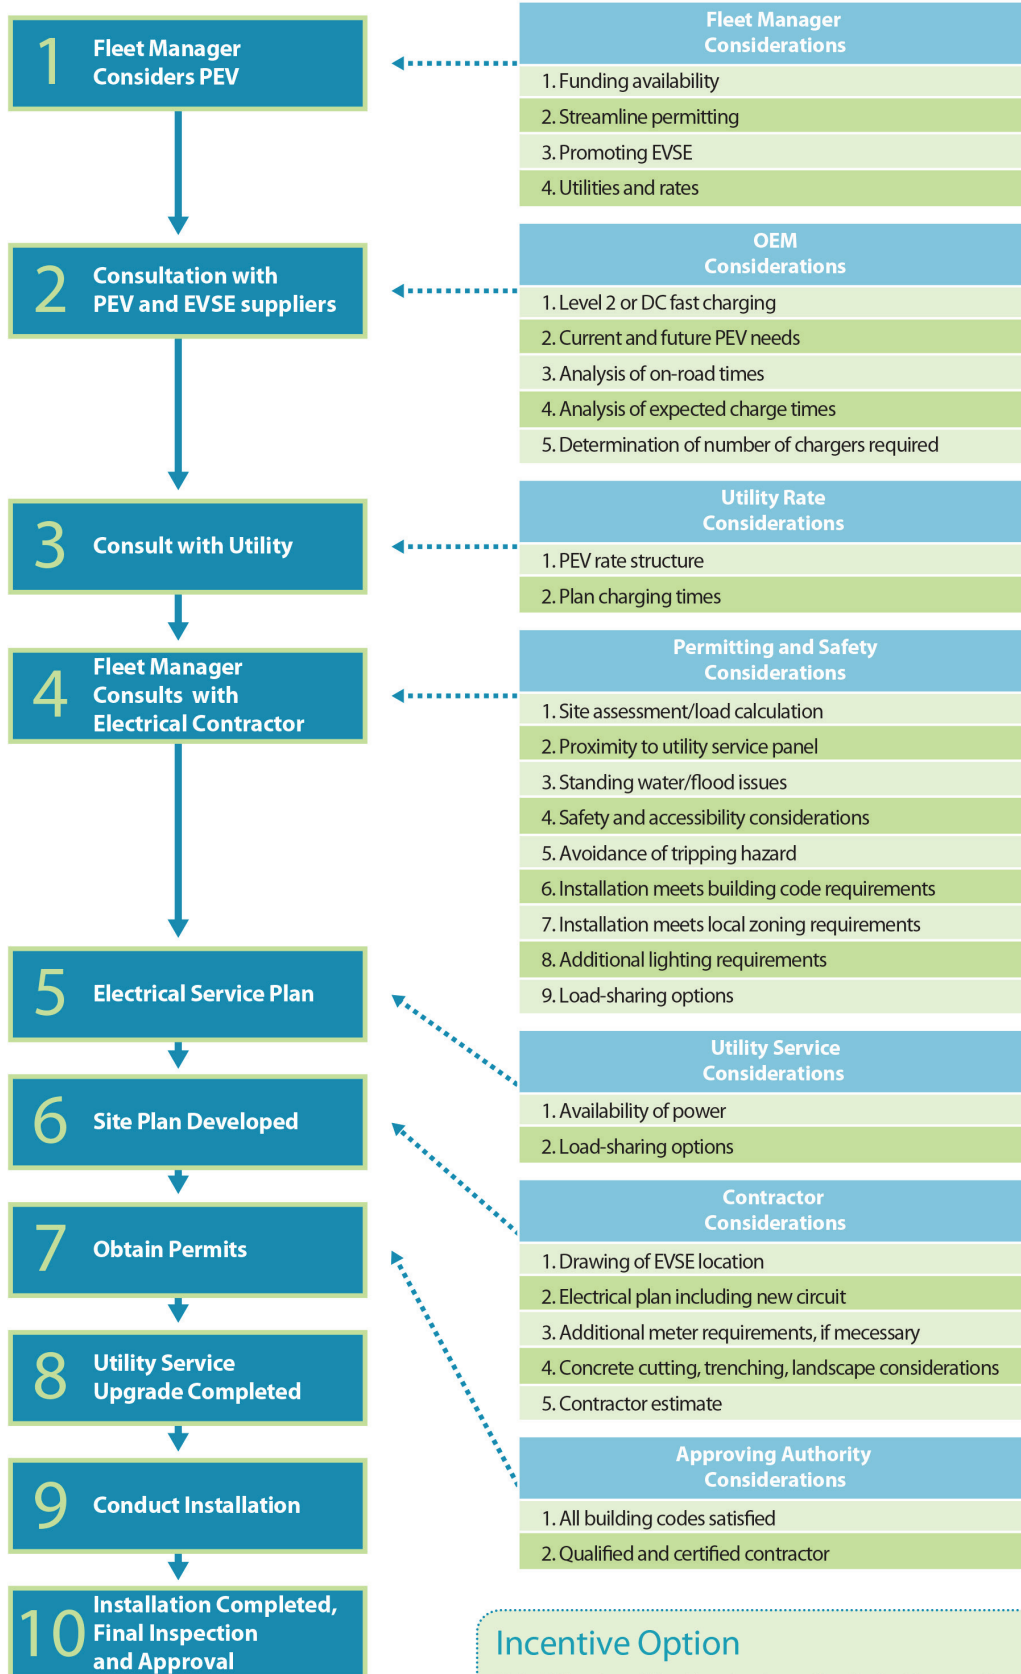 1
Fleet Manager
Considers PEV
Fleet Manager
Considerations
1. Funding availability
2. Streamline permitting
3. Promoting EVSE
4. Utilities and rates
2
Consultation with
PEV and EVSE suppliers
OEM
Considerations
1. Level 2 or DC fast charging
2. Current and future PEV needs
3. Analysis of on-road times
4. Analysis of expected charge times
5. Determination of number of chargers required
3
Consult with Utility
Utility Rate
Considerations
1. PEV rate structure
2. Plan charging times
4
Fleet Manager
Consults with
Electrical Contractor
Permitting and Safety
Considerations
1. Site assessment/load calculation
2. Proximity to utility service panel
3. Standing water/flood issues
4. Safety and accessibility considerations
5. Avoidance of tripping hazard
6. Installation meets building code requirements
7. Installation meets local zoning requirements
8. Additional lighting requirements
9. Load-sharing options
5
Electrical Service Plan
Utility Service
Considerations
1. Availability of power
2. Load-sharing options
6
Site Plan Developed
Contractor
Considerations
1. Drawing of EVSE location
2. Electrical plan including new circuit
3. Additional meter requirements, if mecessary
4. Concrete cutting, trenching, landscape considerations
5. Contractor estimate
7
Obtain Permits
Approving Authority
Considerations
1. All building codes satisfied
2. Qualified and certified contractor
8
Utility Service
Upgrade Completed
9
Conduct Installation
10
Installation Completed,
Final Inspection
and Approval
Incentive Option